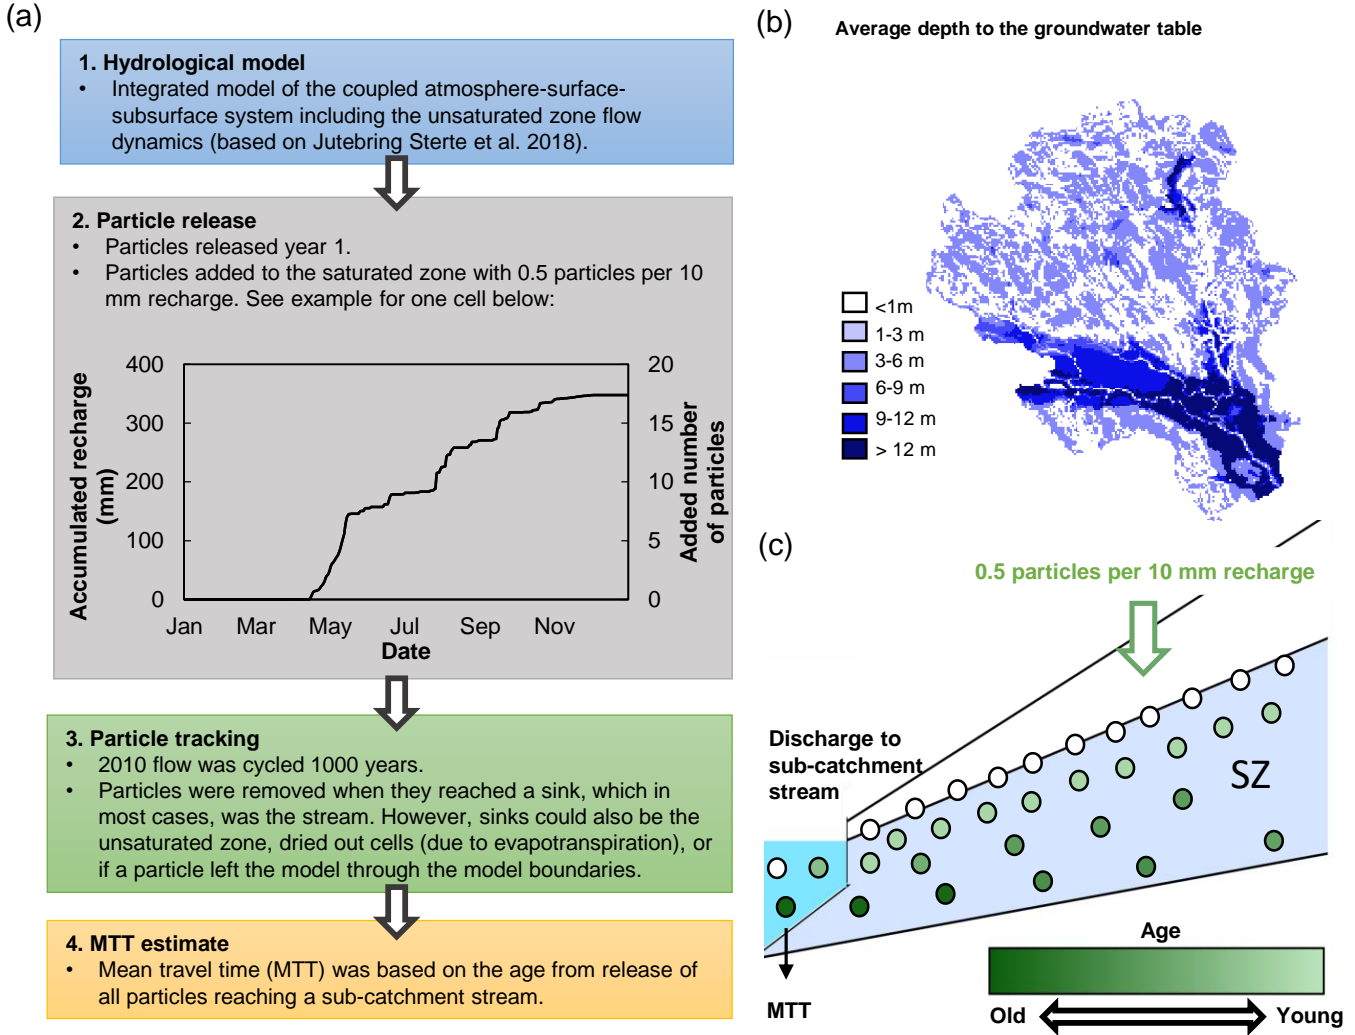 (a)
1. Hydrological model
• Integrated model of the coupled atmosphere-surface-
subsurface system including the unsaturated zone flow
dynamics (based on Jutebring Sterte et al. 2018).
2. Particle release
• Particles released year 1.
• Particles added to the saturated zone with 0.5 particles per 10
mm recharge. See example for one cell below:
Accumulated recharge
(mm)
400
300
200
100
0
20
15
10
5
0
Added number
of particles
Jan Mar May Jul Sep Nov
Date
3. Particle tracking
• 2010 flow was cycled 1000 years.
• Particles were removed when they reached a sink, which in
most cases, was the stream. However, sinks could also be the
unsaturated zone, dried out cells (due to evapotranspiration), or
if a particle left the model through the model boundaries.
4. MTT estimate
• Mean travel time (MTT) was based on the age from release of
all particles reaching a sub-catchment stream.
(b)
Average depth to the groundwater table
<1m
1-3 m
3-6 m
6-9 m
9-12 m
> 12 m
(c)
0.5 particles per 10 mm recharge
Discharge to
sub-catchment
stream
SZ
MTT
Age
Old Young